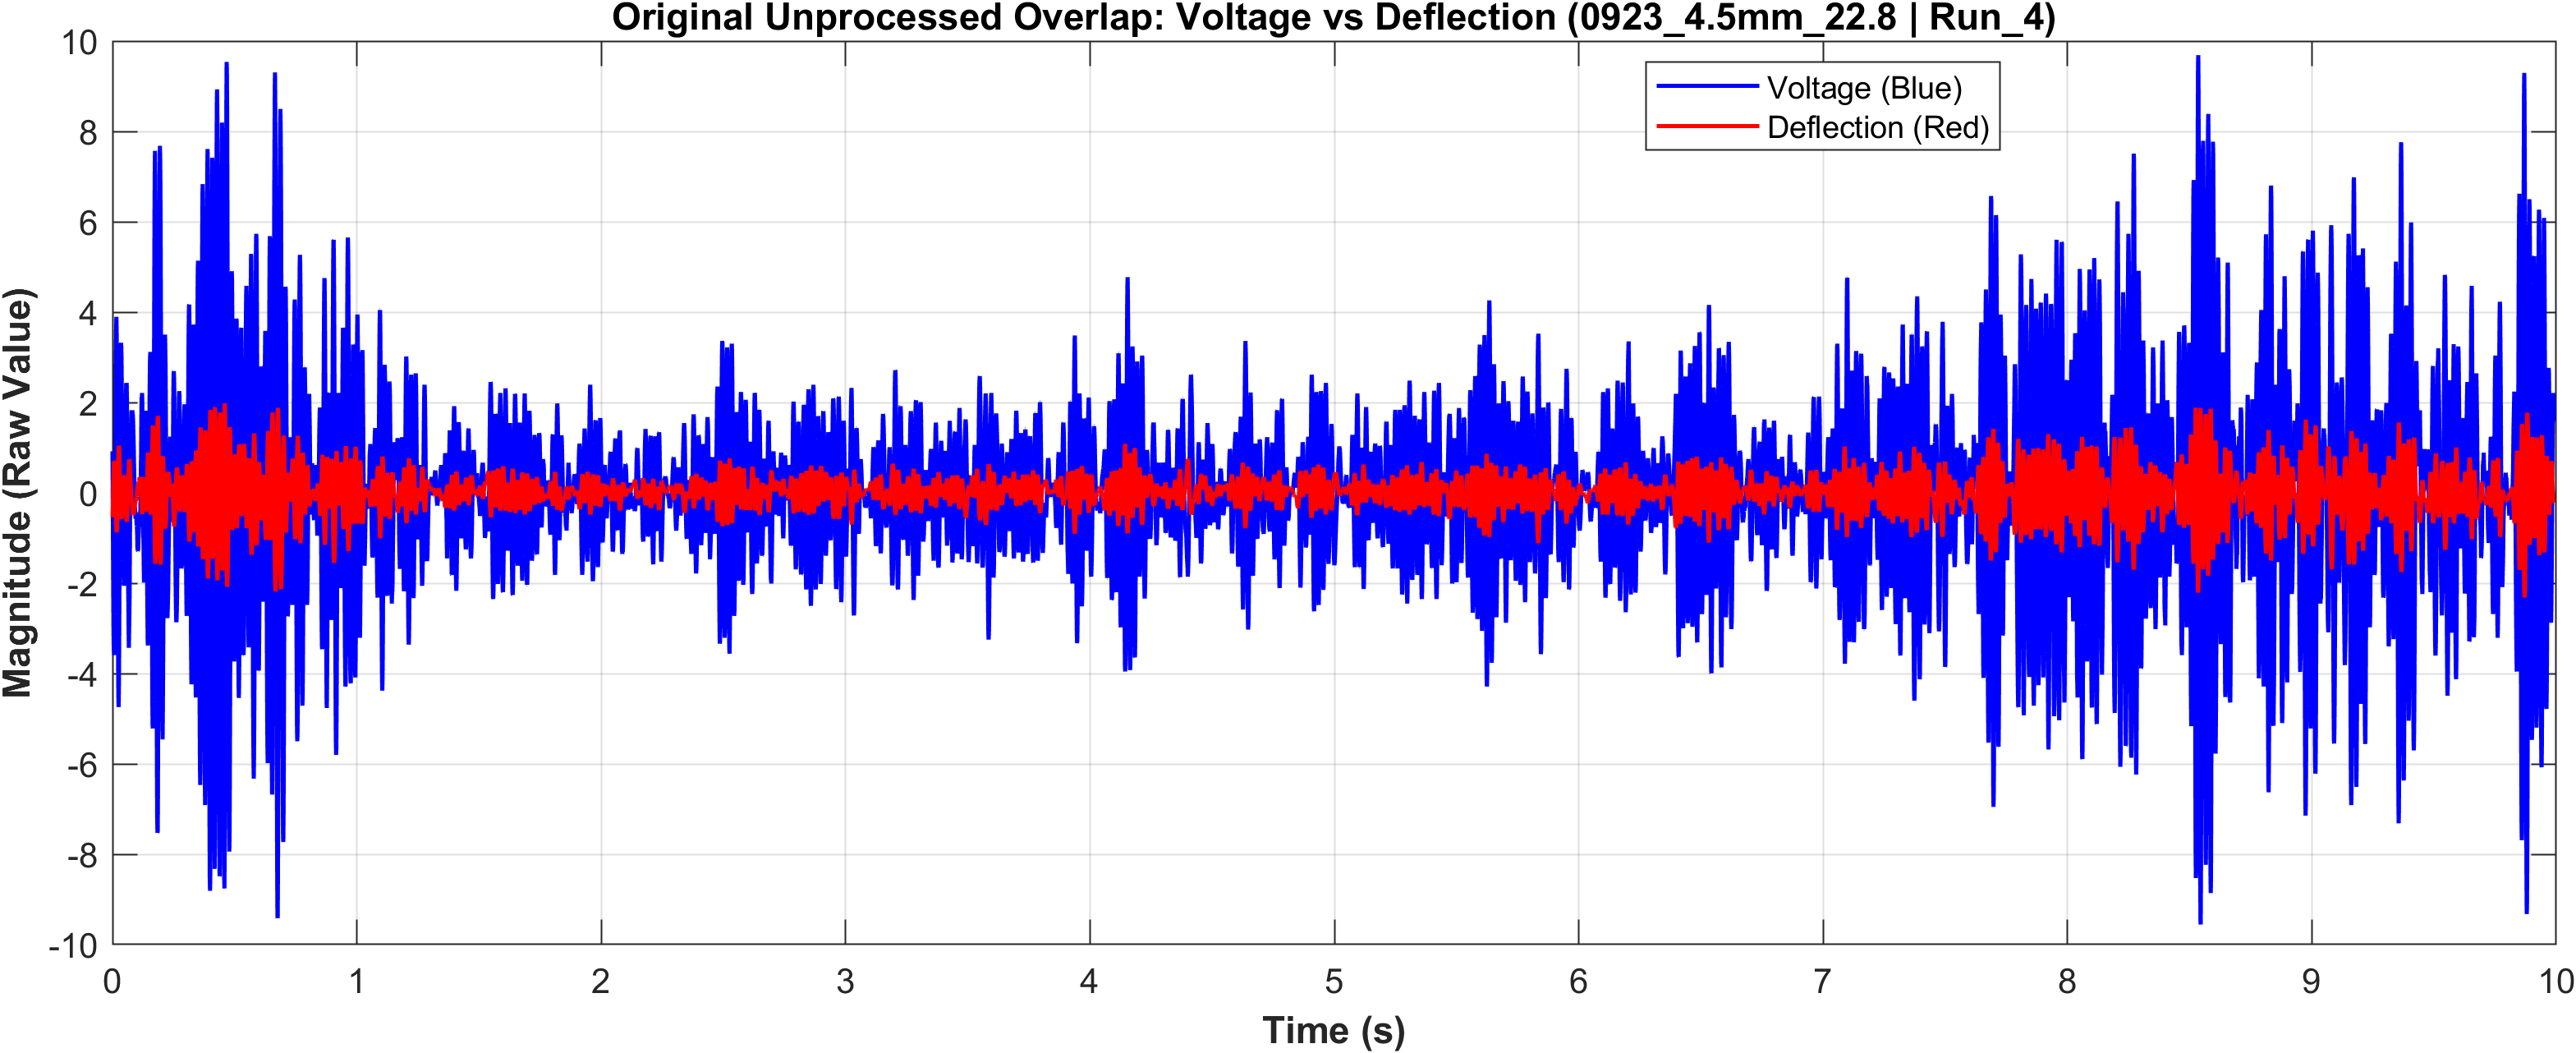 Original Unprocessed Overlap: Voltage vs Deflection (0923_4.5mm_22.8 | Run_4)
Voltage (Blue)
Deflection (Red)
Magnitude (Raw Value)
10
8
6
4
2
0
-2
-4
-6
-8
-10
0 1 2 3 4 5 6 7 8 9 10
Time (s)